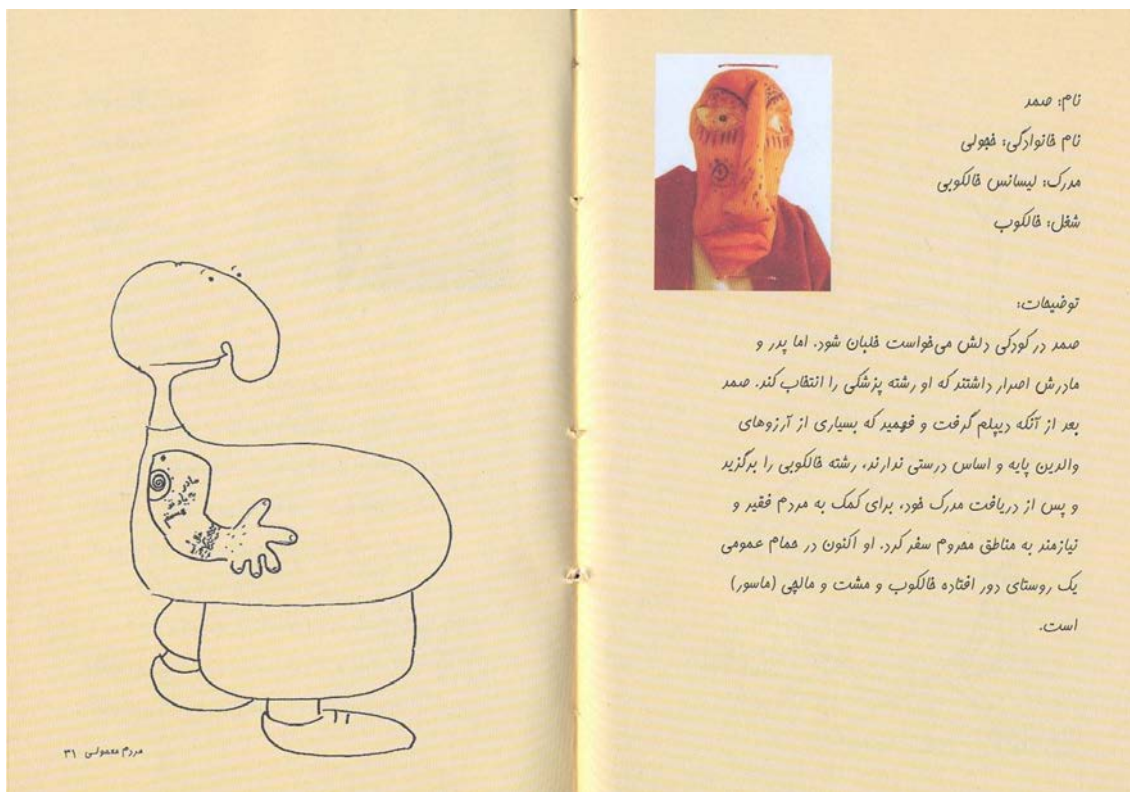 نام: صمد
نام خانوادگی: خجولی
مدرک: لیسانس خالکوبی
شغل: خالکوب
توضیحات:
صمد در کودکی دلش می‌خواست خلبان شود. اما پدر و
مادرش اصرار داشتند که او رشته پزشکی را انتخاب کند. صمد
بعد از آنکه دیپلم گرفت و فهمید که بسیاری از آرزوهای
والدین پایه و اساس درستی ندارند، رشته خالکوبی را برگزید
و پس از دریافت مدرک خود، برای کمک به مردم فقیر و
نیازمند به مناطق محروم سفر کرد. او اکنون در حمام عمومی
یک روستای دور افتاده خالکوب و مشت و مالچی (ماسور)
است.
مردم معمولی ۳۱